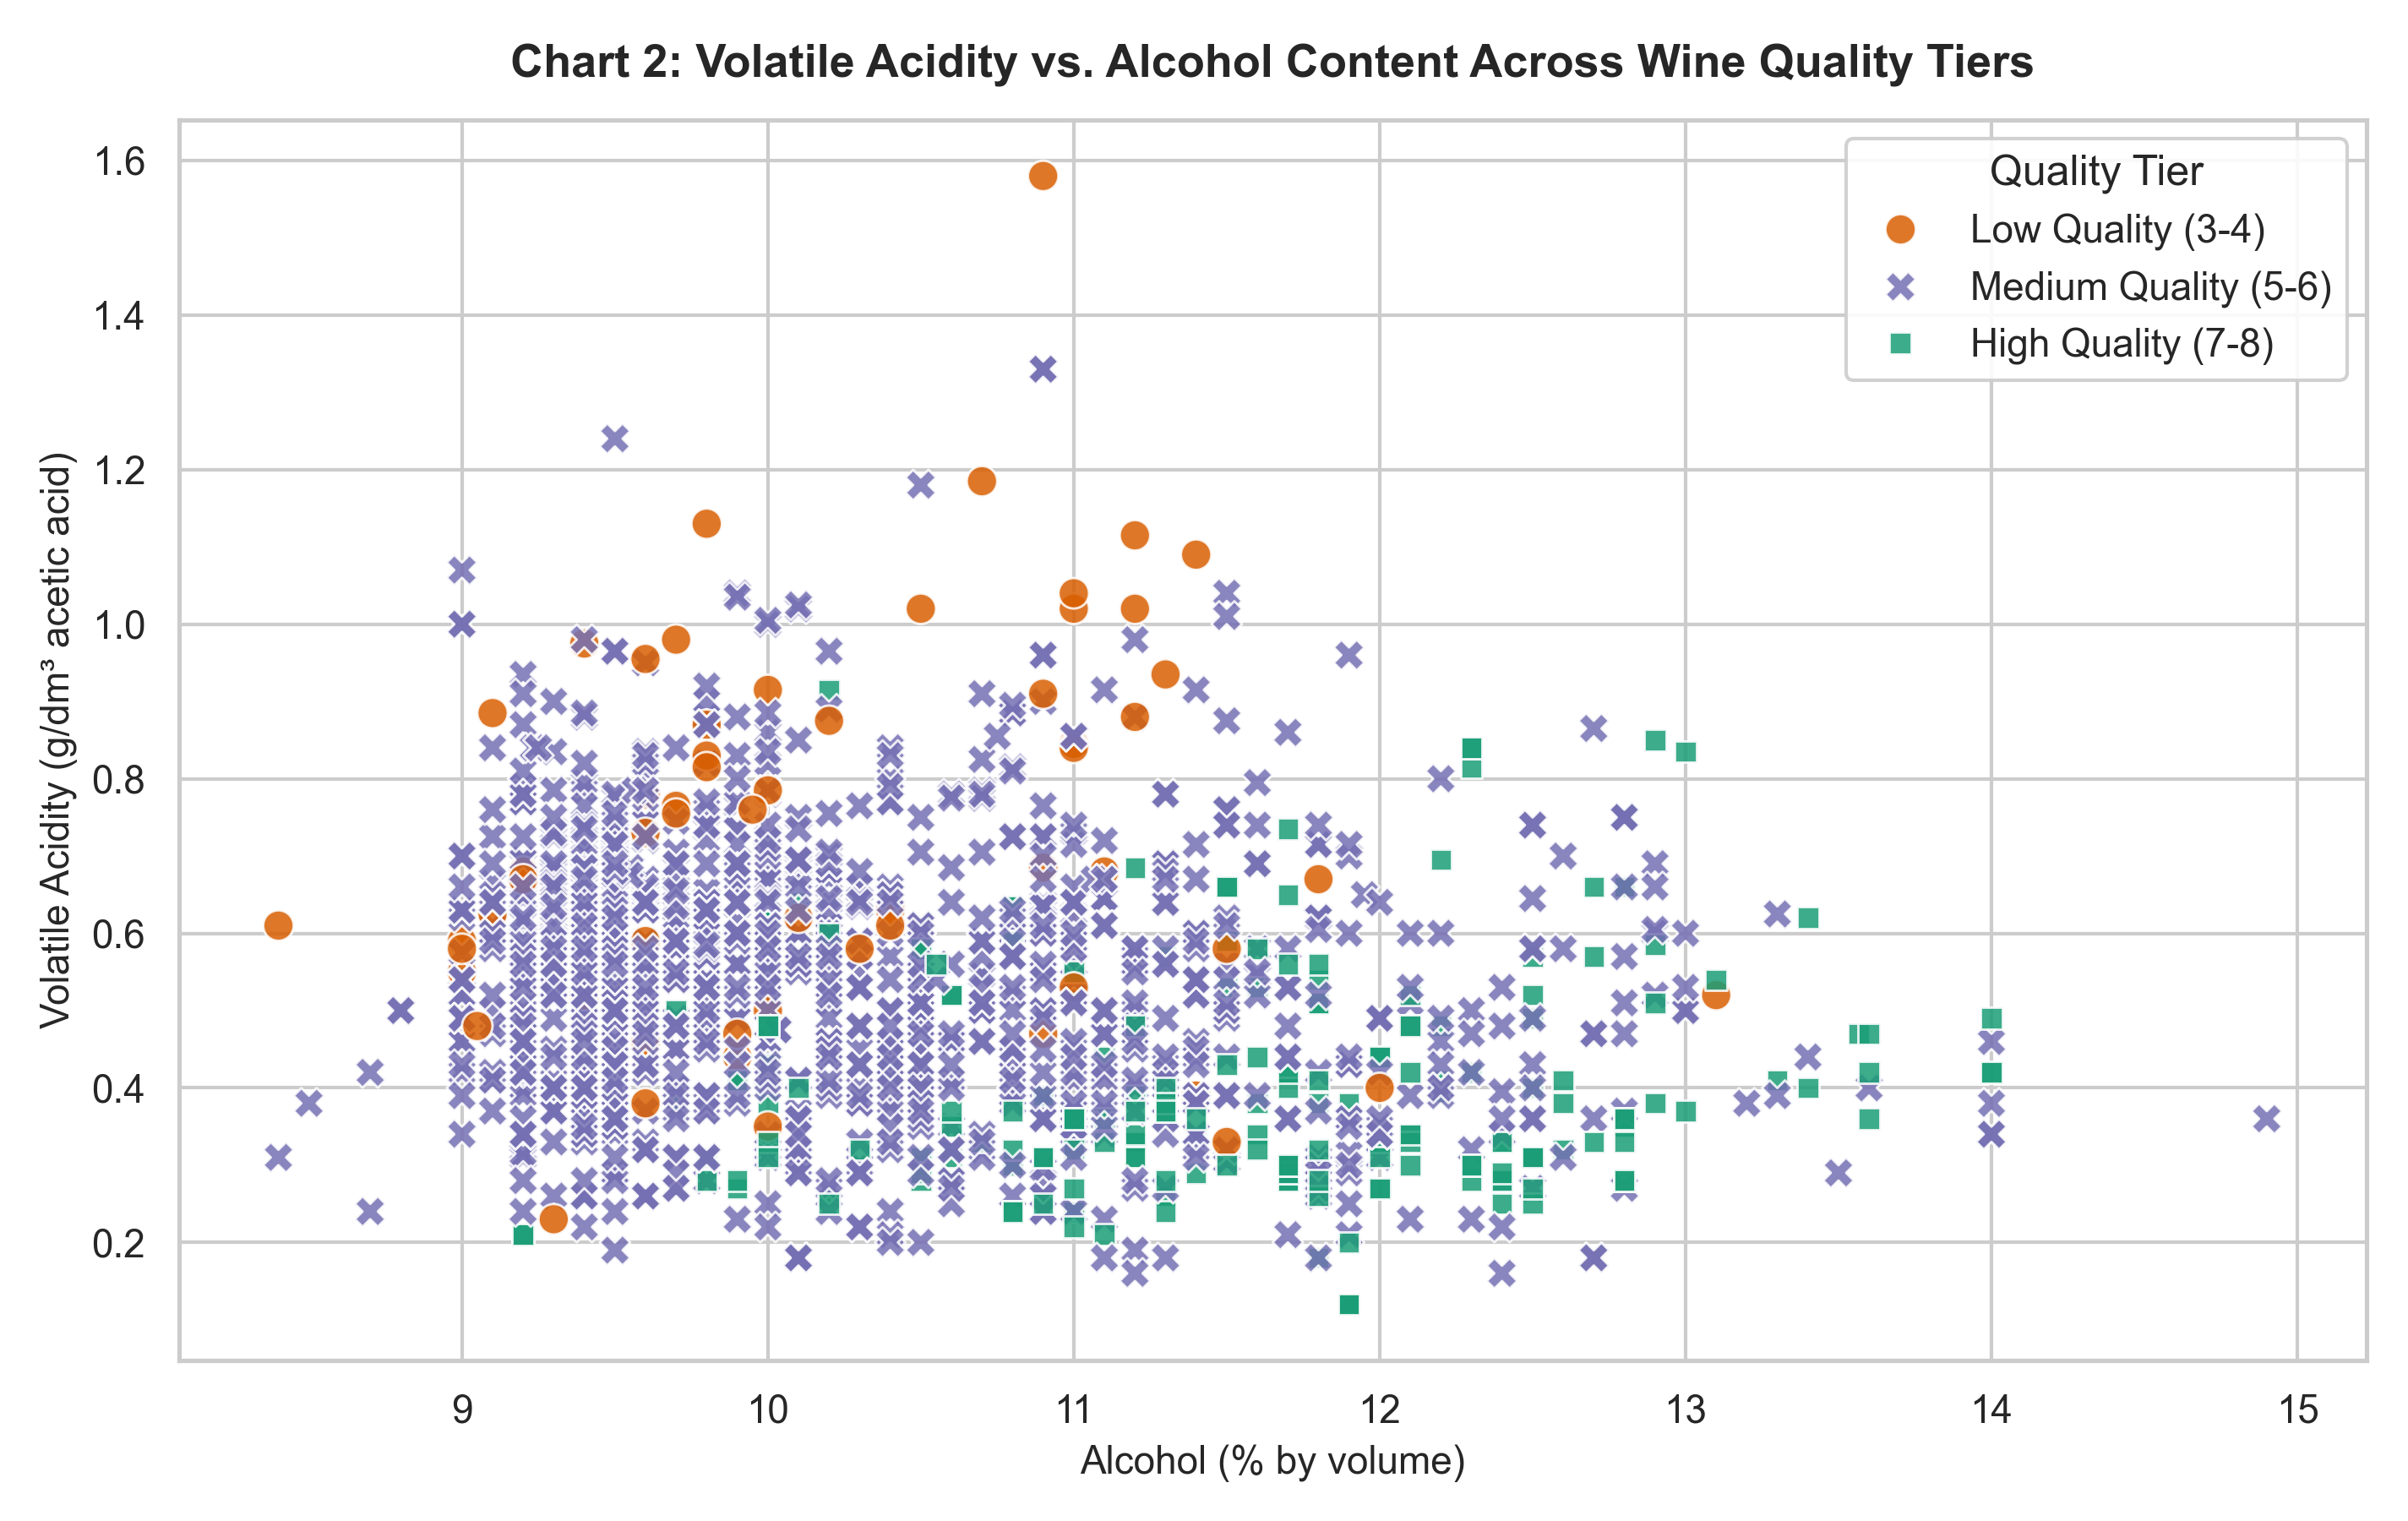 Chart 2: Volatile Acidity vs. Alcohol Content Across Wine Quality Tiers
Quality Tier
Low Quality (3-4)
Medium Quality (5-6)
High Quality (7-8)
Volatile Acidity (g/dm³ acetic acid)
1.6
1.4
1.2
1.0
0.8
0.6
0.4
0.2
9 10 11 12 13 14 15
Alcohol (% by volume)